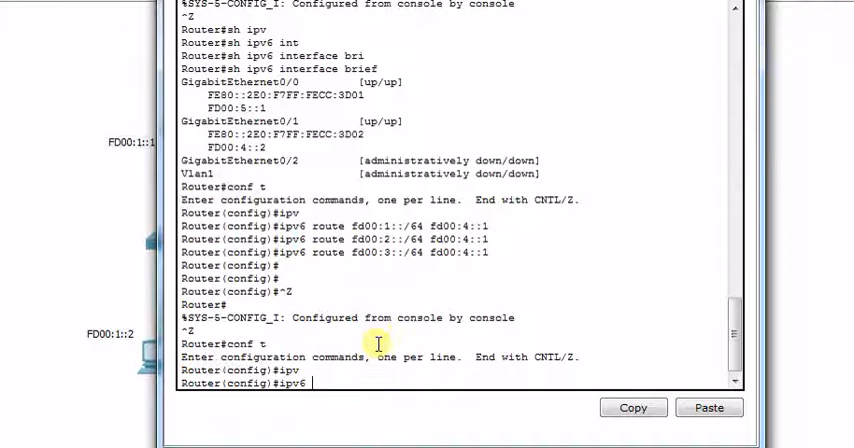 %SYS-5-CONFIG_I: Configured from console by console
^Z
Router#sh ipv
Router#sh ipv6 int
Router#sh ipv6 interface bri
Router#sh ipv6 interface brief
GigabitEthernet0/0 [up/up]
FE80::2E0:F7FF:FECC:3D01
FD00:5::1
GigabitEthernet0/1 [up/up]
FE80::2E0:F7FF:FECC:3D02
FD00:4::2
GigabitEthernet0/2 [administratively down/down]
Vlan1 [administratively down/down]
Router#conf t
Enter configuration commands, one per line. End with CNTL/Z.
Router(config)#ipv
Router(config)#ipv6 route fd00:1::/64 fd00:4::1
Router(config)#ipv6 route fd00:2::/64 fd00:4::1
Router(config)#ipv6 route fd00:3::/64 fd00:4::1
Router(config)#
Router(config)#
Router(config)#^Z
Router#
%SYS-5-CONFIG_I: Configured from console by console
^Z
Router#conf t
Enter configuration commands, one per line. End with CNTL/Z.
Router(config)#ipv
Router(config)#ipv6
Copy Paste
FD00:1::1
FD00:1::2